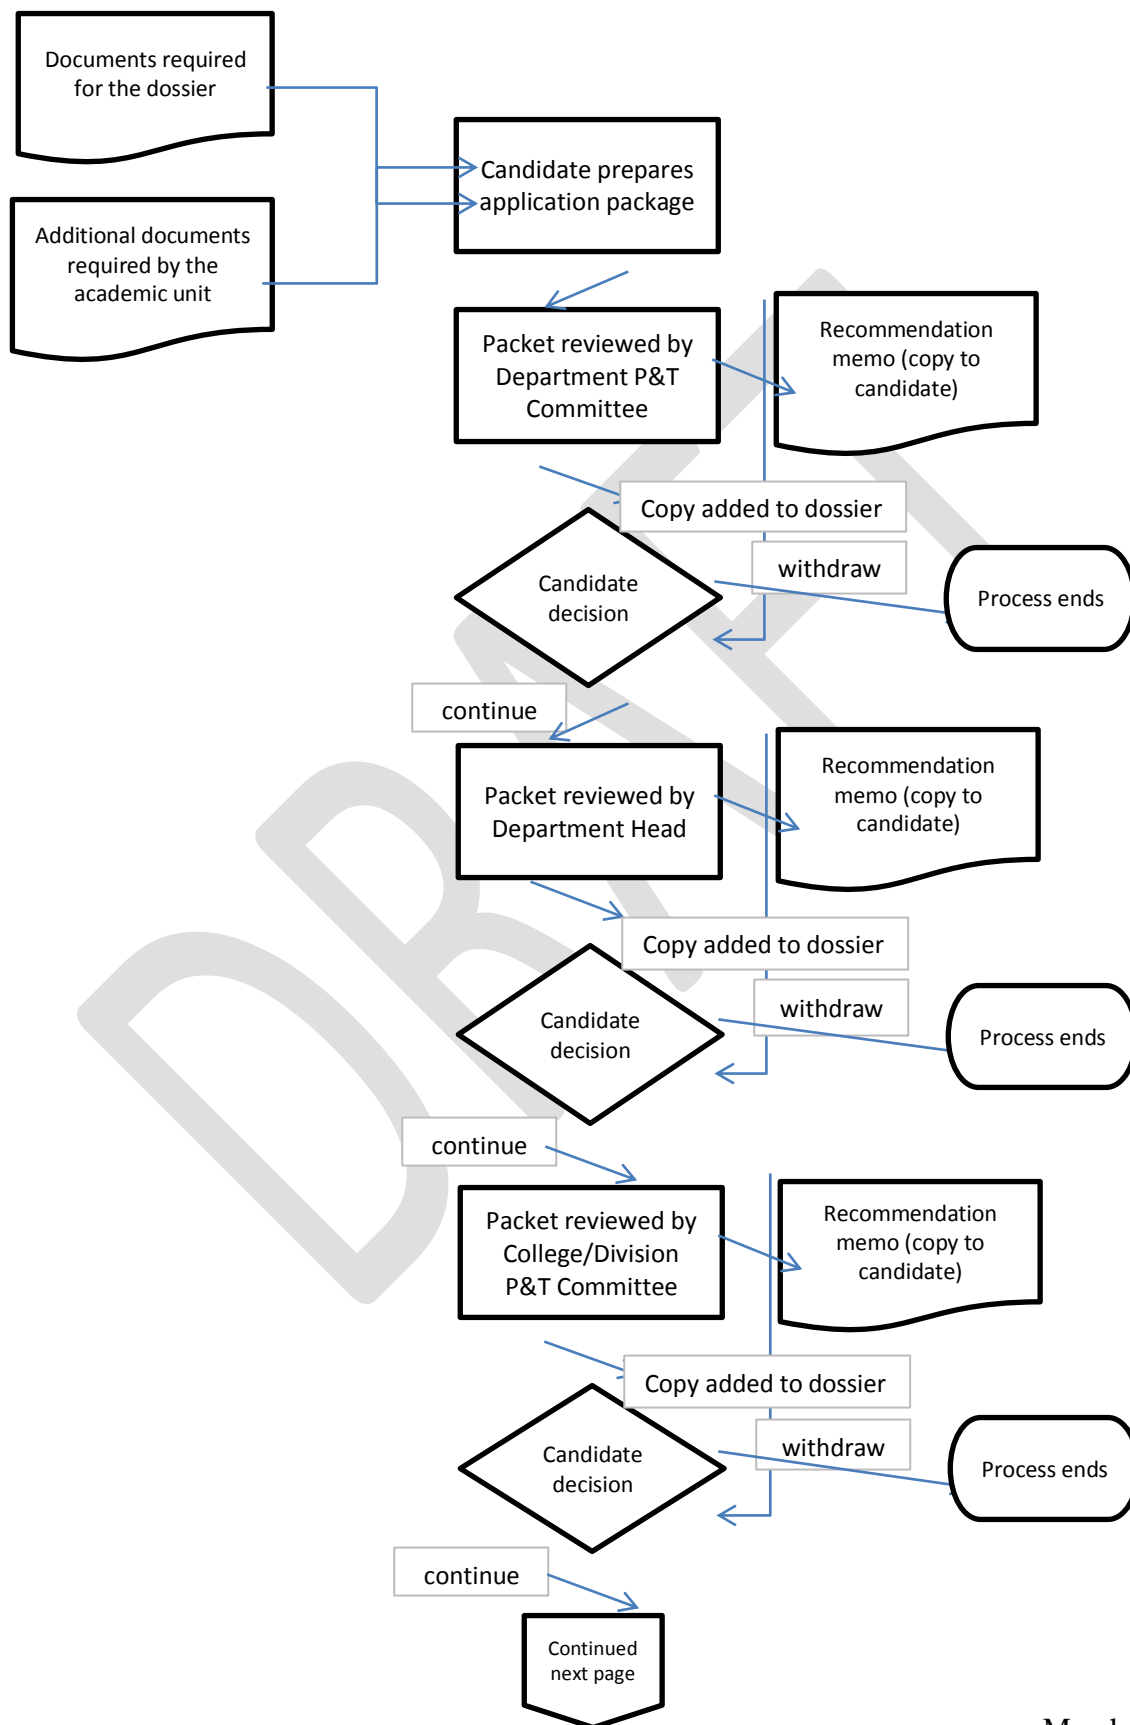 Documents required
for the dossier
Candidate prepares
application package
Additional documents
required by the
academic unit
Packet reviewed by
Department P&T
Committee
Recommendation
memo (copy to
candidate)
Copy added to dossier
withdraw
Candidate
decision
Process ends
continue
Packet reviewed by
Department Head
Recommendation
memo (copy to
candidate)
Copy added to dossier
withdraw
Candidate
decision
Process ends
continue
Packet reviewed by
College/Division
P&T Committee
Recommendation
memo (copy to
candidate)
Copy added to dossier
withdraw
Candidate
decision
Process ends
continue
Continued
next page
DRAFT